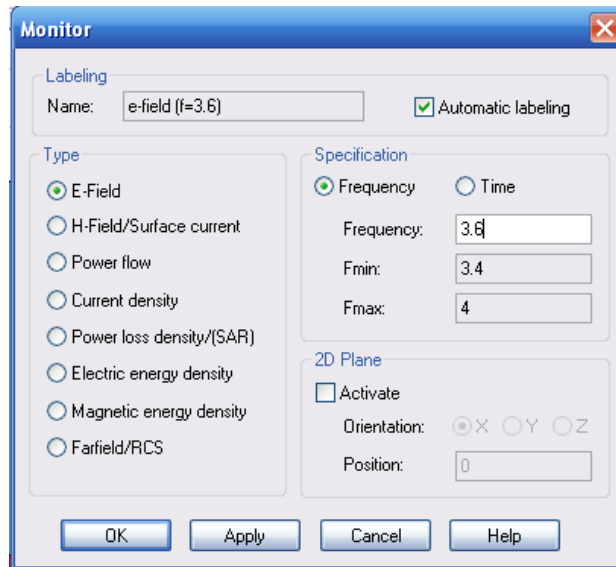 Monitor
Labeling
Name: e-field (f=3.6) Automatic labeling
Type
E-Field
H-Field/Surface current
Power flow
Current density
Power loss density/(SAR)
Electric energy density
Magnetic energy density
Farfield/RCS
Specification
Frequency Time
Frequency: 3.6
Fmin: 3.4
Fmax: 4
2D Plane
Activate
Orientation: X Y Z
Position: 0
OK Apply Cancel Help